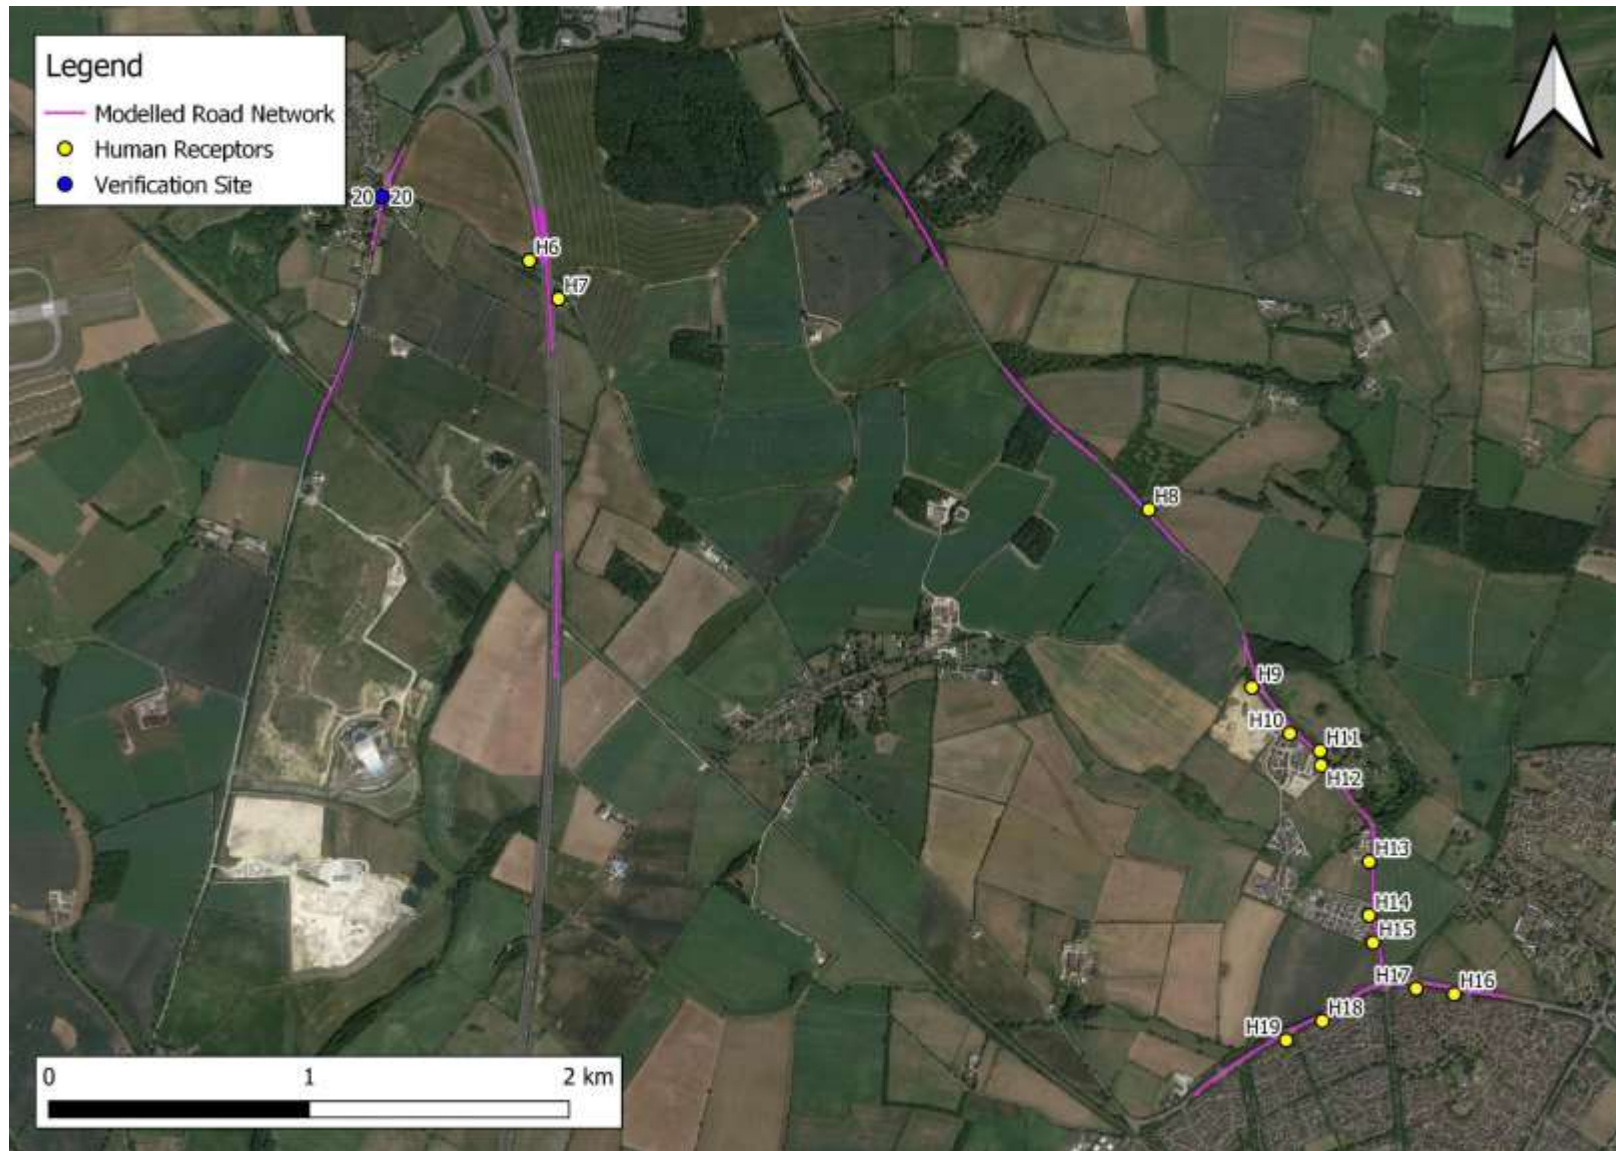 Legend
Modelled Road Network
Human Receptors
Verification Site
20 20
H6
H7
H8
H9
H10
H11
H12
H13
H14
H15
H17
H16
H18
H19
0 1 2 km